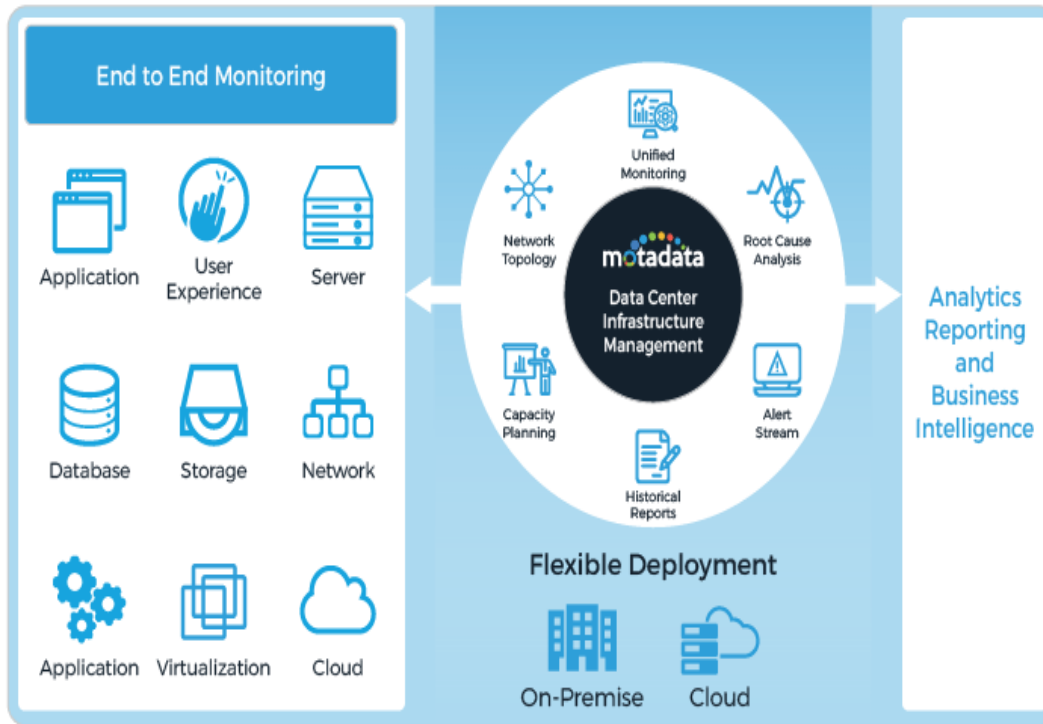 End to End Monitoring
Application
User
Experience
Server
Database
Storage
Network
Application
Virtualization
Cloud
Unified
Monitoring
Network
Topology
Root Cause
Analysis
motadata
Data Center
Infrastructure
Management
Capacity
Planning
Alert
Stream
Historical
Reports
Flexible Deployment
On-Premise
Cloud
Analytics
Reporting
and
Business
Intelligence